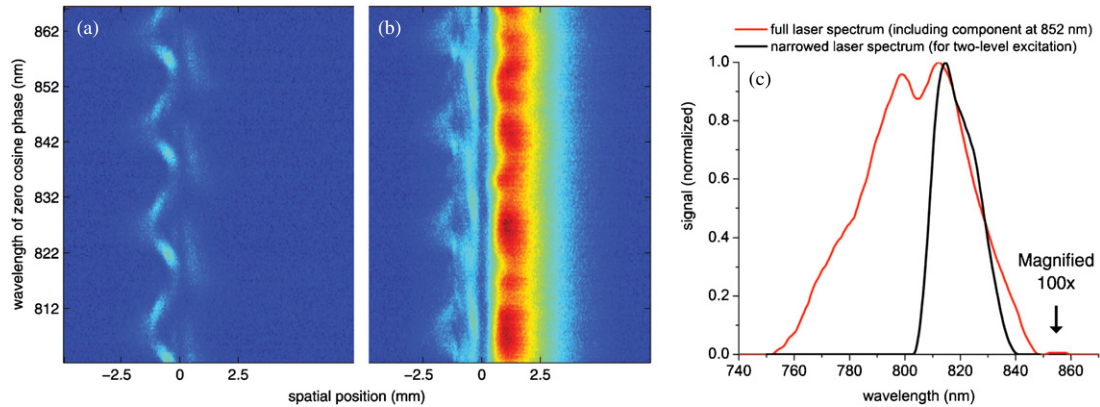 (a)
(b)
wavelength of zero cosine phase (nm)
862
852
842
832
822
812
−2.5
0
2.5
−2.5
0
2.5
spatial position (mm)
spatial position (mm)
full laser spectrum (including component at 852 nm)
narrowed laser spectrum (for two-level excitation)
(c)
signal (normalized)
1.0
0.8
0.6
0.4
0.2
0.0
Magnified
100x
740
760
780
800
820
840
860
wavelength (nm)